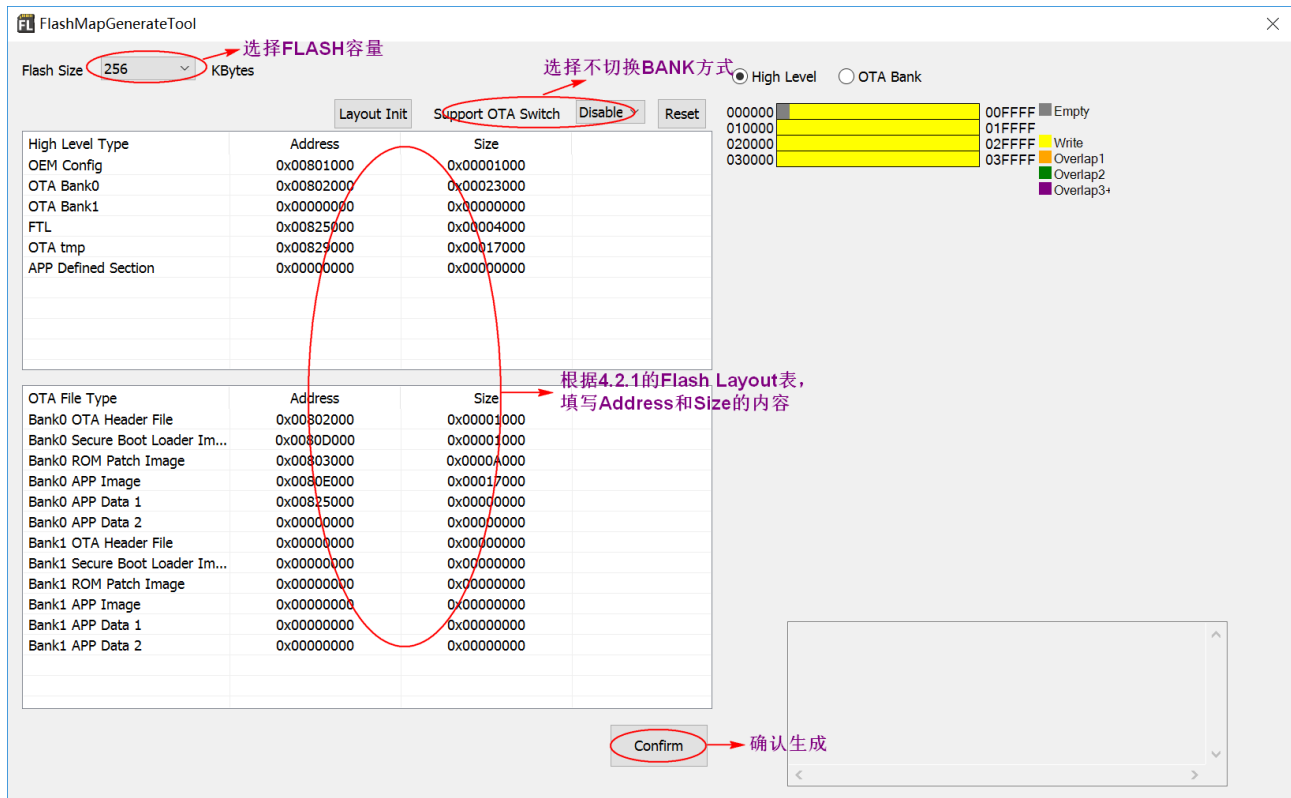 FL FlashMapGenerateTool
选择FLASH容量
Flash Size 256 KBytes
选择不切换BANK方式
High Level OTA Bank
Layout Init Support OTA Switch Disable Reset
000000 00FFFF Empty
010000 01FFFF
020000 02FFFF Write
030000 03FFFF Overlap1
Overlap2
Overlap3+
High Level Type Address Size
OEM Config 0x00801000 0x00001000
OTA Bank0 0x00802000 0x00023000
OTA Bank1 0x00000000 0x00000000
FTL 0x00825000 0x00004000
OTA tmp 0x00829000 0x00017000
APP Defined Section 0x00000000 0x00000000
根据4.2.1的Flash Layout表，
填写Address和Size的内容
OTA File Type Address Size
Bank0 OTA Header File 0x00802000 0x00001000
Bank0 Secure Boot Loader Im... 0x0080D000 0x00001000
Bank0 ROM Patch Image 0x00803000 0x0000A000
Bank0 APP Image 0x0080E000 0x00017000
Bank0 APP Data 1 0x00825000 0x00000000
Bank0 APP Data 2 0x00000000 0x00000000
Bank1 OTA Header File 0x00000000 0x00000000
Bank1 Secure Boot Loader Im... 0x00000000 0x00000000
Bank1 ROM Patch Image 0x00000000 0x00000000
Bank1 APP Image 0x00000000 0x00000000
Bank1 APP Data 1 0x00000000 0x00000000
Bank1 APP Data 2 0x00000000 0x00000000
Confirm 确认生成